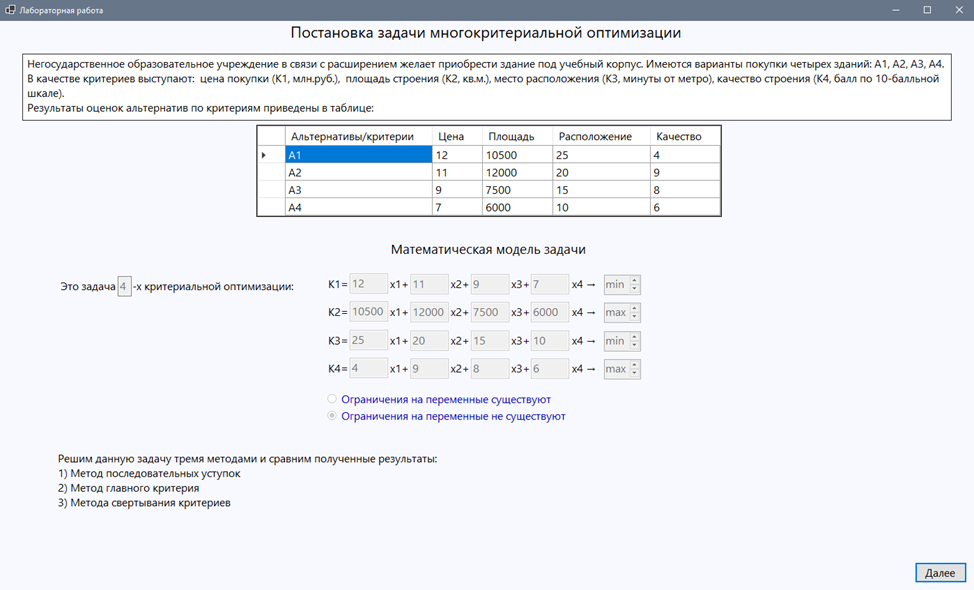 Лабораторная работа
Постановка задачи многокритериальной оптимизации
Негосударственное образовательное учреждение в связи с расширением желает приобрести здание под учебный корпус. Имеются варианты покупки четырех зданий: А1, А2, А3, А4.
В качестве критериев выступают: цена покупки (К1, млн.руб.), площадь строения (К2, кв.м.), место расположения (К3, минуты от метро), качество строения (К4, балл по 10-балльной
шкале).
Результаты оценок альтернатив по критериям приведены в таблице:
Альтернативы/критерии Цена Площадь Расположение Качество
А1 12 10500 25 4
А2 11 12000 20 9
А3 9 7500 15 8
А4 7 6000 10 6
Математическая модель задачи
Это задача 4 -х критериальной оптимизации:
К1= 12 x1+ 11 x2+ 9 x3+ 7 x4 → min
К2= 10500 x1+ 12000 x2+ 7500 x3+ 6000 x4 → max
К3= 25 x1+ 20 x2+ 15 x3+ 10 x4 → min
К4= 4 x1+ 9 x2+ 8 x3+ 6 x4 → max
Ограничения на переменные существуют
Ограничения на переменные не существуют
Решим данную задачу тремя методами и сравним полученные результаты:
1) Метод последовательных уступок
2) Метод главного критерия
3) Метода свертывания критериев
Далее